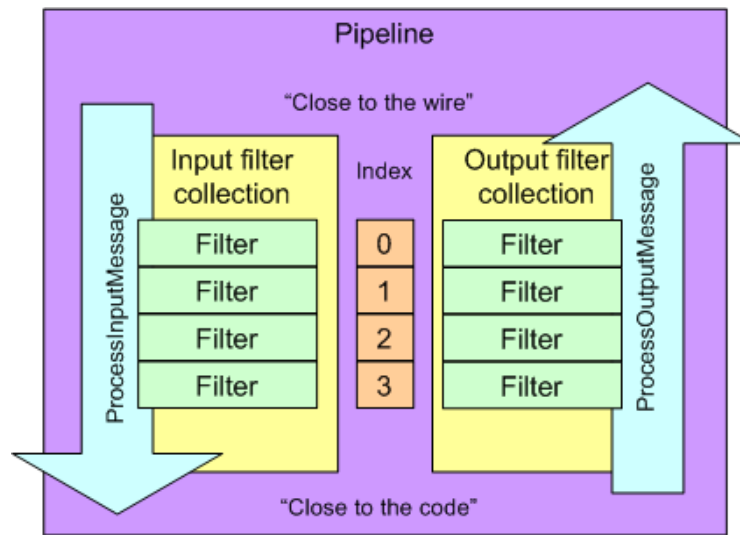 Pipeline
“Close to the wire”
Input filter
collection
Index
Output filter
collection
ProcessInputMessage
Filter
0
Filter
Filter
1
Filter
Filter
2
Filter
Filter
3
Filter
ProcessOutputMessage
“Close to the code”